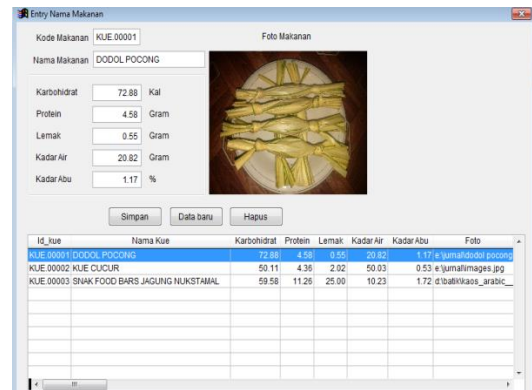 Entry Nama Makanan
Kode Makanan KUE.00001 Foto Makanan
Nama Makanan DODOL POCONG
Karbohidrat 72.88 Kal
Protein 4.58 Gram
Lemak 0.55 Gram
Kadar Air 20.82 Gram
Kadar Abu 1.17 %
Simpan Data baru Hapus
Id_kue Nama Kue Karbohidrat Protein Lemak Kadar Air Kadar Abu Foto
KUE.00001 DODOL POCONG 72.88 4.58 0.55 20.82 1.17 e:\jurnal\dodol pocong
KUE.00002 KUE CUCUR 50.11 4.36 2.02 50.03 0.53 e:\jurnal\images.jpg
KUE.00003 SNAK FOOD BARS JAGUNG NUKSTAMAL 59.58 11.26 25.00 10.23 1.72 d:\batik\kaos_arabic_